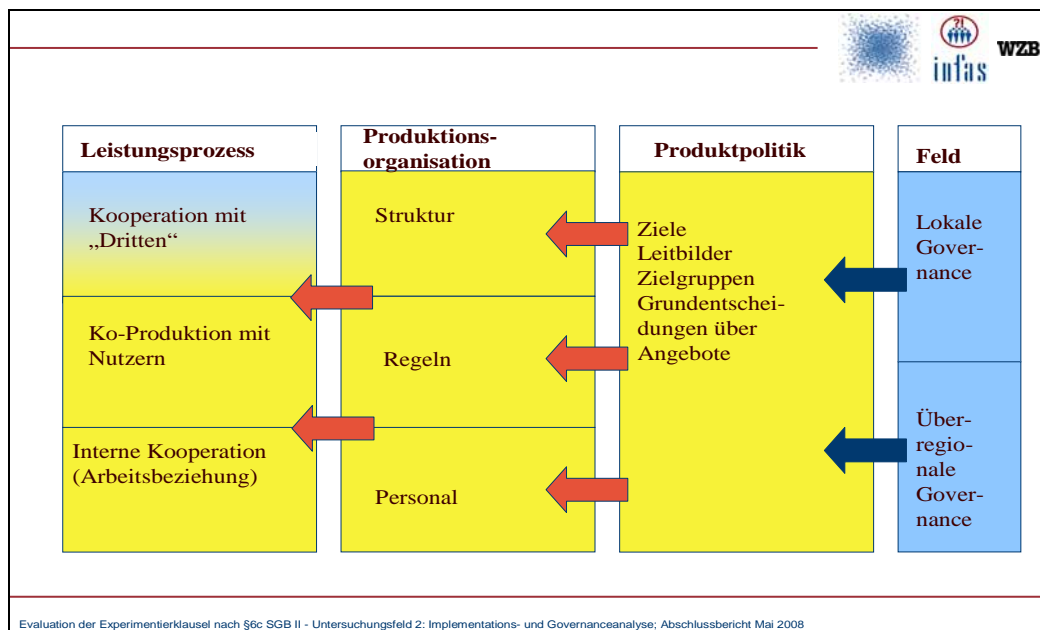 ?!
infas
WZB
Leistungsprozess
Kooperation mit
„Dritten“
Ko-Produktion mit
Nutzern
Interne Kooperation
(Arbeitsbeziehung)
Produktions-
organisation
Struktur
Regeln
Personal
Produktpolitik
Ziele
Leitbilder
Zielgruppen
Grundentschei-
dungen über
Angebote
Feld
Lokale
Gover-
nance
Über-
regio-
nale
Gover-
nance
Evaluation der Experimentierklausel nach §6c SGB II - Untersuchungsfeld 2: Implementations- und Governanceanalyse; Abschlussbericht Mai 2008